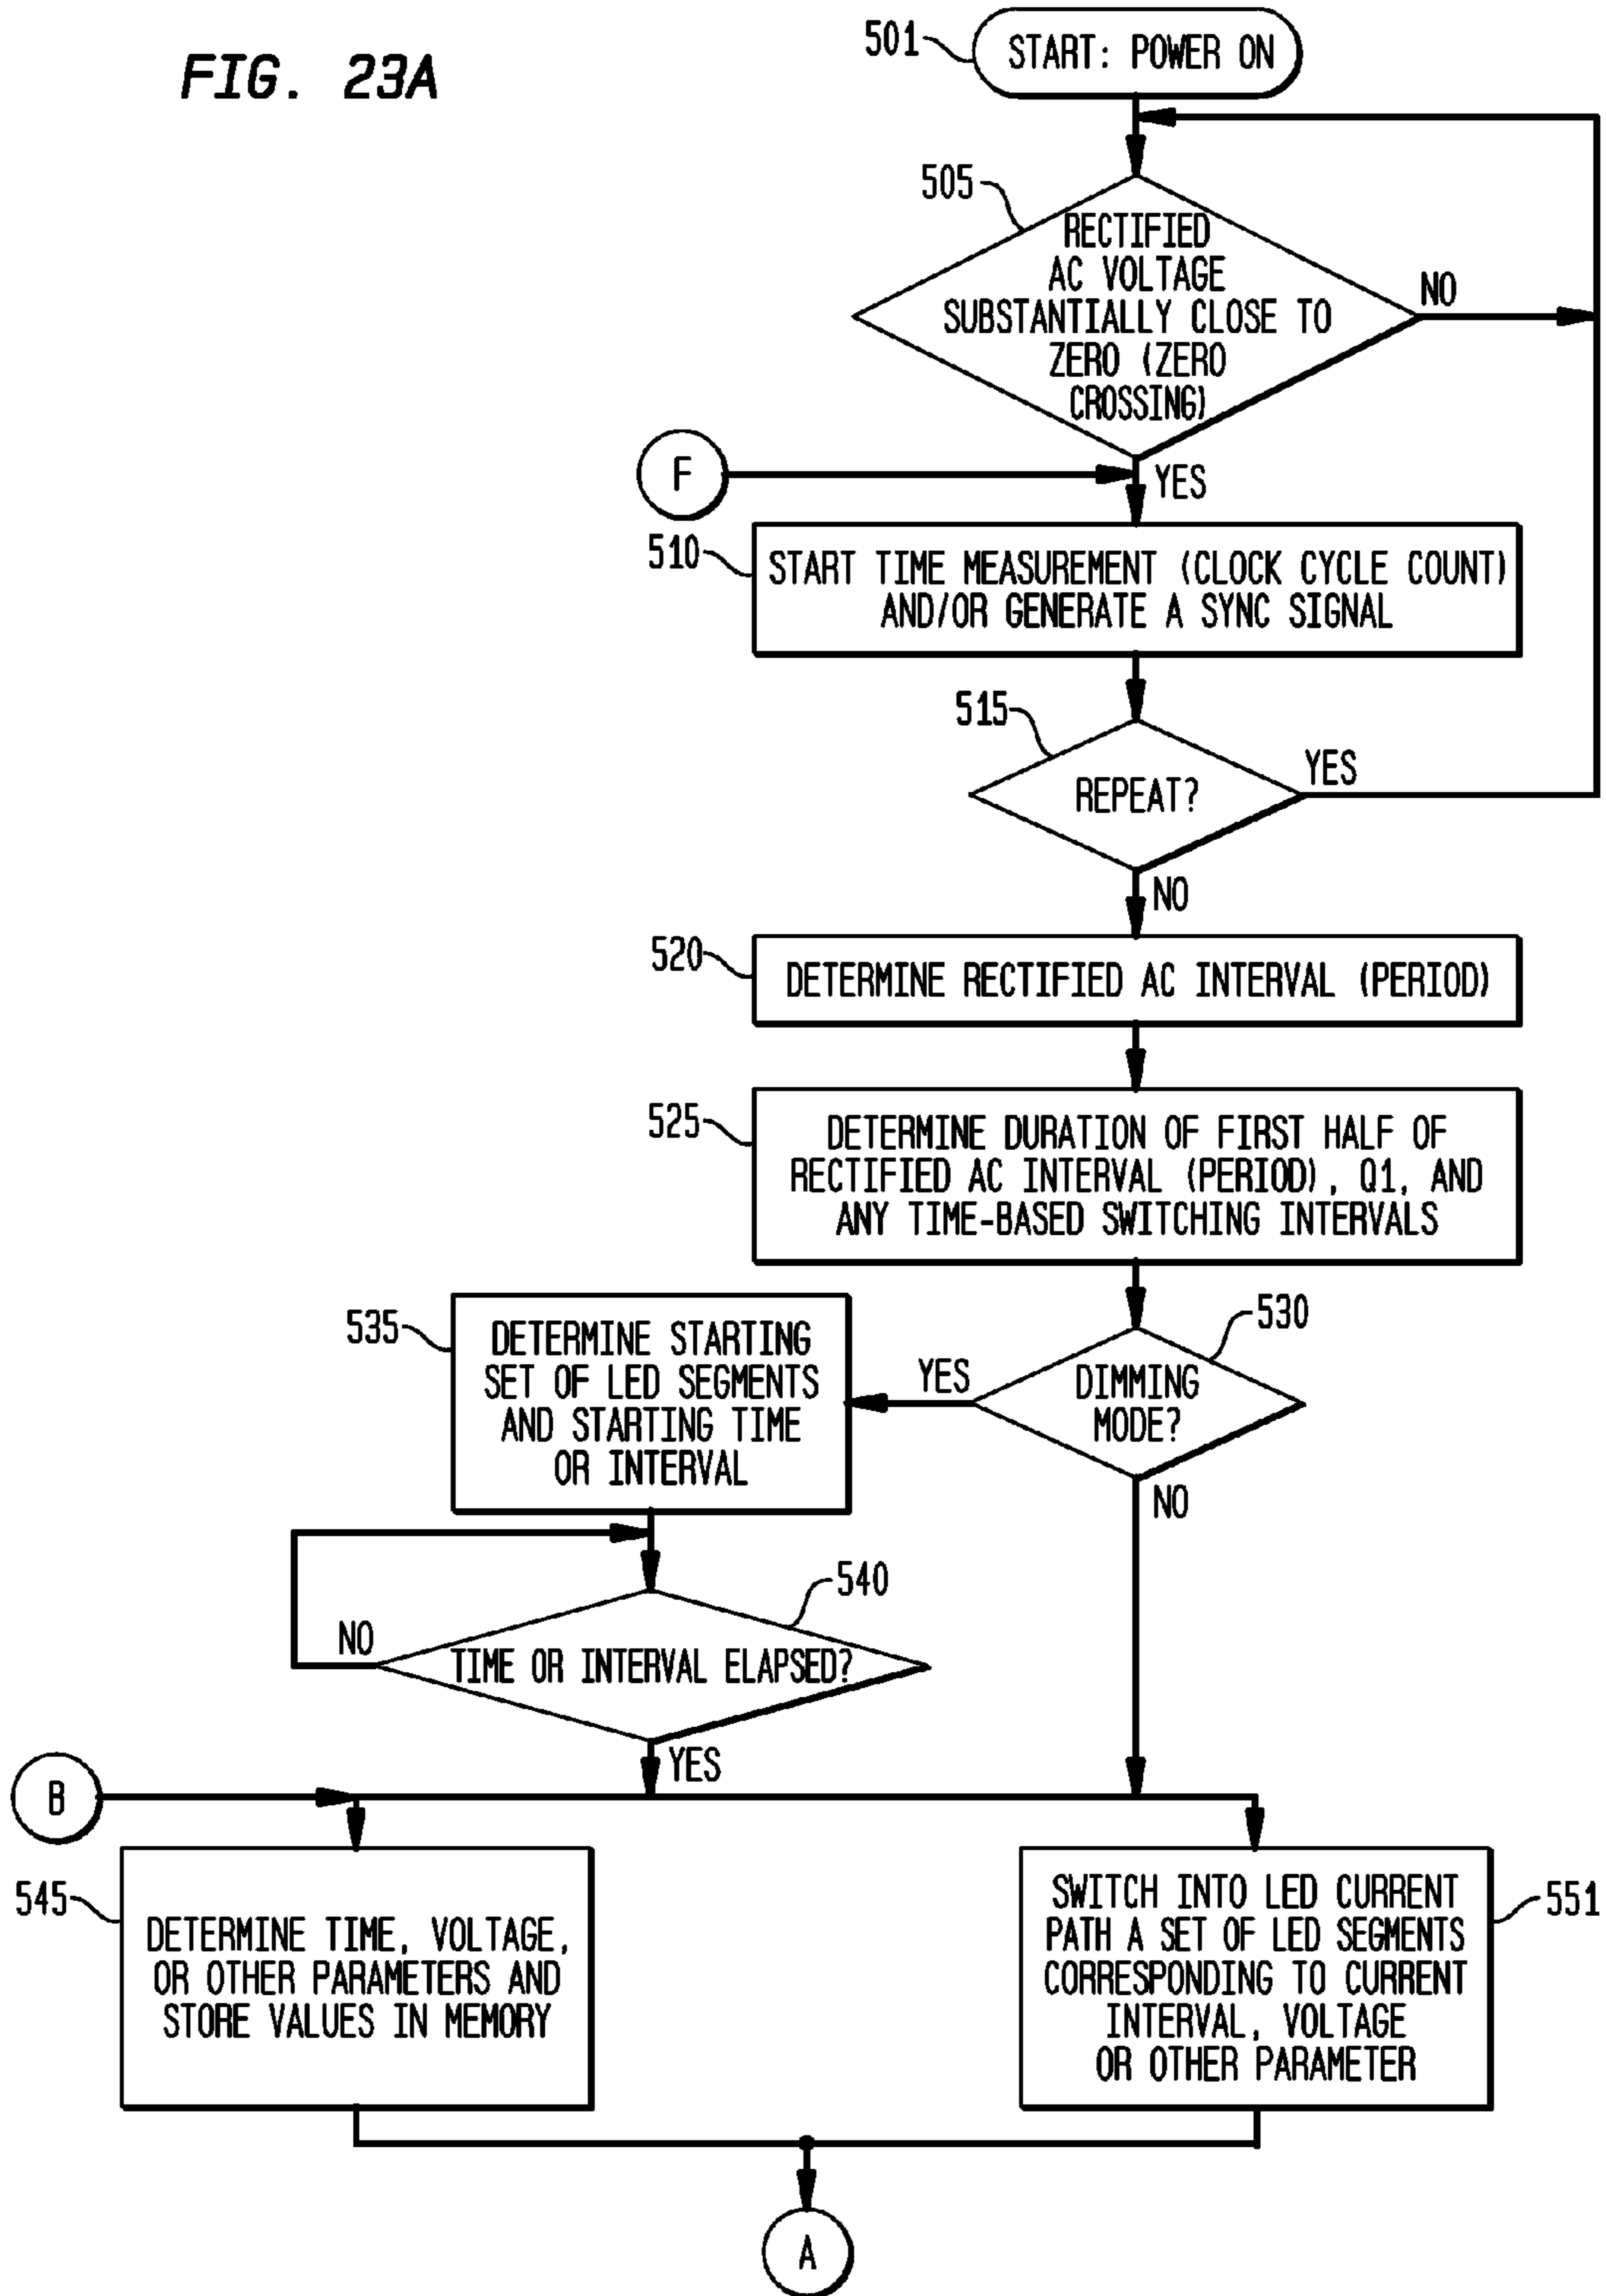 FIG. 23A
501
START: POWER ON
505
RECTIFIED
AC VOLTAGE
SUBSTANTIALLY CLOSE TO
ZERO (ZERO
CROSSING)
NO
F
YES
510
START TIME MEASUREMENT (CLOCK CYCLE COUNT)
AND/OR GENERATE A SYNC SIGNAL
515
REPEAT?
YES
NO
520
DETERMINE RECTIFIED AC INTERVAL (PERIOD)
525
DETERMINE DURATION OF FIRST HALF OF
RECTIFIED AC INTERVAL (PERIOD), Q1, AND
ANY TIME-BASED SWITCHING INTERVALS
530
DIMMING
MODE?
YES
NO
535
DETERMINE STARTING
SET OF LED SEGMENTS
AND STARTING TIME
OR INTERVAL
540
TIME OR INTERVAL ELAPSED?
NO
YES
B
545
DETERMINE TIME, VOLTAGE,
OR OTHER PARAMETERS AND
STORE VALUES IN MEMORY
551
SWITCH INTO LED CURRENT
PATH A SET OF LED SEGMENTS
CORRESPONDING TO CURRENT
INTERVAL, VOLTAGE
OR OTHER PARAMETER
A